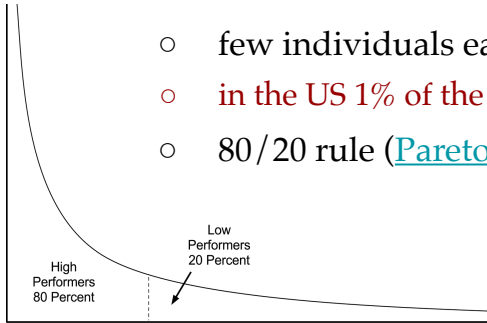 ○ few individuals ea
○ in the US 1% of the
○ 80/20 rule (Pareto
Low
Performers
20 Percent
High
Performers
80 Percent